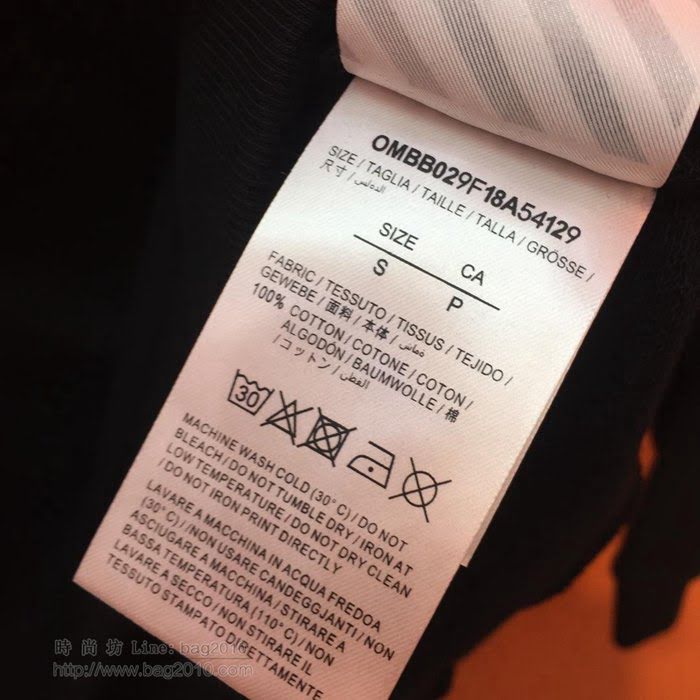 OMBB029F18A54129
SIZE / TAGLIA / TAILLE / TALLA / GRÖSSE /
尺寸 / الدولس
SIZE CA
S P
FABRIC / TESSUTO / TISSUS / TEJIDO /
GEWEBE / 面料 / 本体 / قماش
100% COTTON / COTONE / COTON /
ALGODÓN / BAUMWOLLE / 棉
/ コットン / القطن
30
MACHINE WASH COLD (30°C) / DO NOT
BLEACH / DO NOT TUMBLE DRY / IRON AT
LOW TEMPERATURE / DO NOT DRY CLEAN
/ DO NOT IRON PRINT DIRECTLY
LAVARE A MACCHINA IN ACQUA FREDDA
(30°C) / /NON USARE CANDEGGJANTI / NON
ASCIUGARE A MACCHINA / STIRARE A
BASSA TEMPERATURA (110°C) / NON
LAVARE A SECCO / NON STIRARE IL
TESSUTO STAMPATO DIRETTAMENTE
時尚坊 Line: bag2010
http://www.bag2010.com/